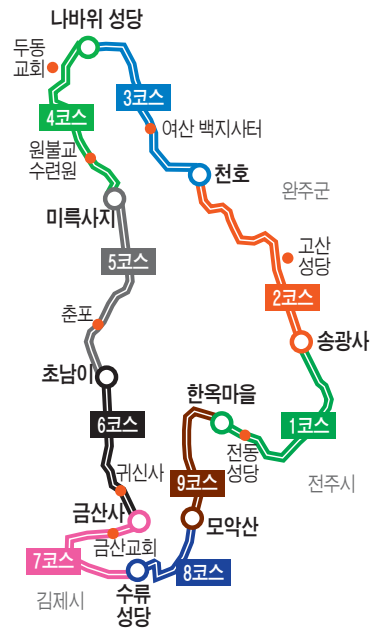 나바위 성당
두동
교회
3코스
4코스
여산 백지사터
원불교
수련원
천호
완주군
미륵사지
고산
성당
5코스
2코스
춘포
송광사
초남이
한옥마을
6코스
1코스
전동
성당
귀신사
9코스
전주시
금산사
모악산
금산교회
7코스
8코스
김제시
수류
성당